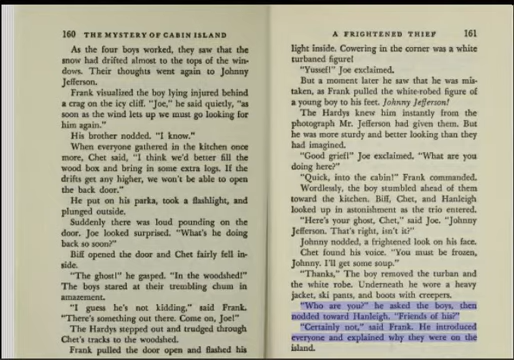 160 THE MYSTERY OF CABIN ISLAND
As the four boys worked, they saw that the
snow had drifted almost to the tops of the win-
dows. Their thoughts went again to Johnny
Jefferson.
Frank visualized the boy lying injured behind
a crag on the icy cliff. "Joe," he said quietly, "as
soon as the wind lets up we must go looking for
him again."
His brother nodded. "I know."
When everyone gathered in the kitchen once
more, Chet said, "I think we'd better fill the
wood box and bring in some extra logs. If the
drifts get any higher, we won't be able to open
the back door."
He put on his parka, took a flashlight, and
plunged outside.
Suddenly there was loud pounding on the
door. Joe looked surprised. "What's he doing
back so soon?"
Biff opened the door and Chet fairly fell in-
side.
"The ghost!" he gasped. "In the woodshed!"
The boys stared at their trembling chum in
amazement.
"I guess he's not kidding," said Frank.
"There's something out there. Come on, Joe!"
The Hardys stepped out and trudged through
Chet's tracks to the woodshed.
Frank pulled the door open and flashed his
A FRIGHTENED THIEF 161
light inside. Cowering in the corner was a white
turbaned figure!
"Yussef!" Joe exclaimed.
But a moment later he saw that he was mis-
taken, as Frank pulled the white-robed figure of
a young boy to his feet. Johnny Jefferson!
The Hardys knew him instantly from the
photograph Mr. Jefferson had given them. But
he was more sturdy and better looking than they
had imagined.
"Good grief!" Joe exclaimed. "What are you
doing here?"
"Quick, into the cabin!" Frank commanded.
Wordlessly, the boy stumbled ahead of them
toward the kitchen. Biff, Chet, and Hanleigh
looked up in astonishment as the trio entered.
"Here's your ghost, Chet," said Joe. "Johnny
Jefferson. That's right, isn't it?"
Johnny nodded, a frightened look on his face.
Chet found his voice. "You must be frozen,
Johnny. I'll get some soup."
"Thanks," The boy removed the turban and
the white robe. Underneath he wore a heavy
jacket, ski pants, and boots with creepers.
"Who are you?" he asked the boys, then
nodded toward Hanleigh. "Friends of his?"
"Certainly not," said Frank. He introduced
everyone and explained why they were on the
island.